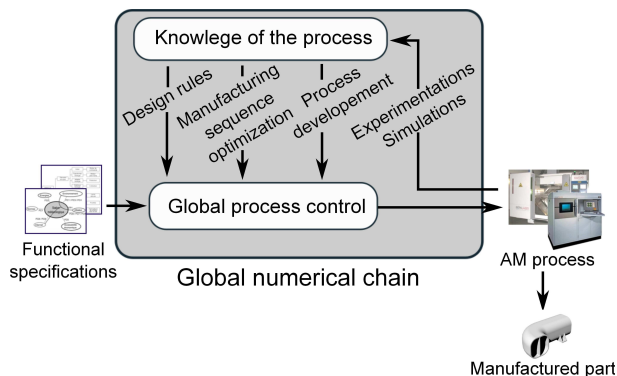 Knowlege of the process
Design rules
Manufacturing
sequence
optimization
Process
developement
Experimentations
Simulations
Global process control
Functional
specifications
AM process
Global numerical chain
Manufactured part